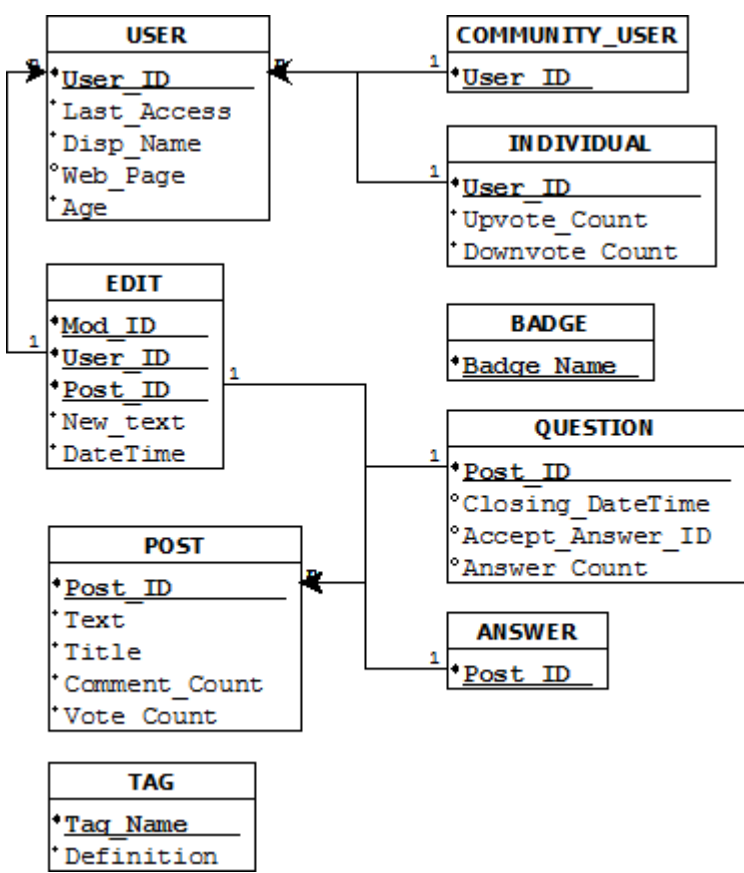 USER
User_ID
Last_Access
Disp_Name
Web_Page
Age
COMMUNITY_USER
1
User_ID
INDIVIDUAL
1
User_ID
Upvote_Count
Downvote_Count
EDIT
Mod_ID
1
User_ID
1
Post_ID
New_text
DateTime
BADGE
Badge_Name
QUESTION
1
Post_ID
Closing_DateTime
Accept_Answer_ID
Answer_Count
POST
Post_ID
Text
Title
Comment_Count
Vote_Count
ANSWER
1
Post_ID
TAG
Tag_Name
Definition